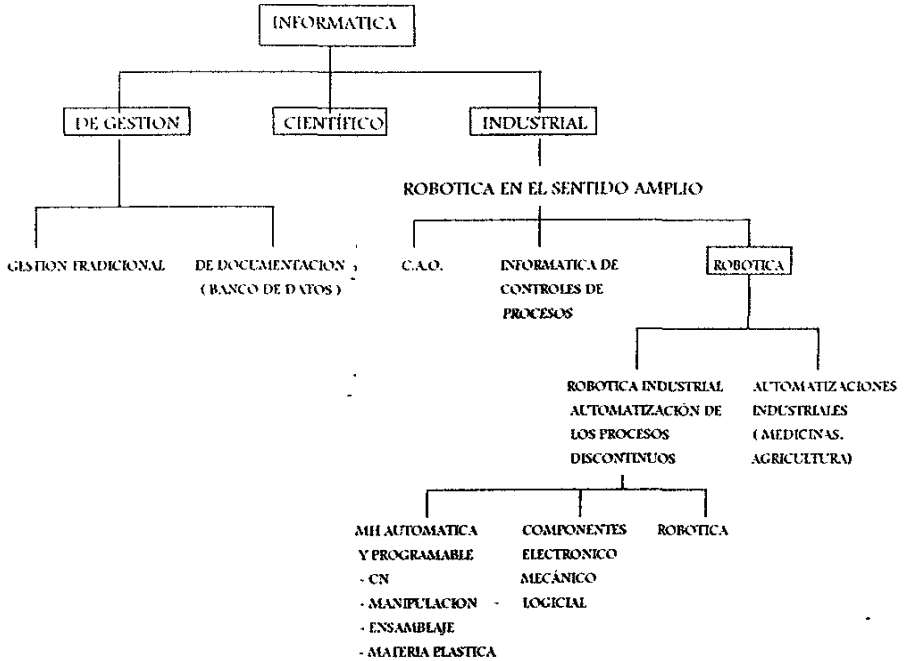 INFORMATICA
DE GESTION
CIENTÍFICO
INDUSTRIAL
ROBOTICA EN EL SENTIDO AMPLIO
GESTION TRADICIONAL
DE DOCUMENTACION
( BANCO DE DATOS )
C.A.O.
INFORMATICA DE
CONTROLES DE
PROCESOS
ROBOTICA
ROBOTICA INDUSTRIAL
AUTOMATIZACIÓN DE
LOS PROCESOS
DISCONTINUOS
AUTOMATIZACIONES
INDUSTRIALES
( MEDICINAS,
AGRICULTURA)
MH AUTOMATICA
Y PROGRAMABLE
- CN
- MANIPULACION -
- ENSAMBLAJE
- MATERIA PLASTICA
COMPONENTES
ELECTRONICO
MECÁNICO
LOGICIAL
ROBOTICA